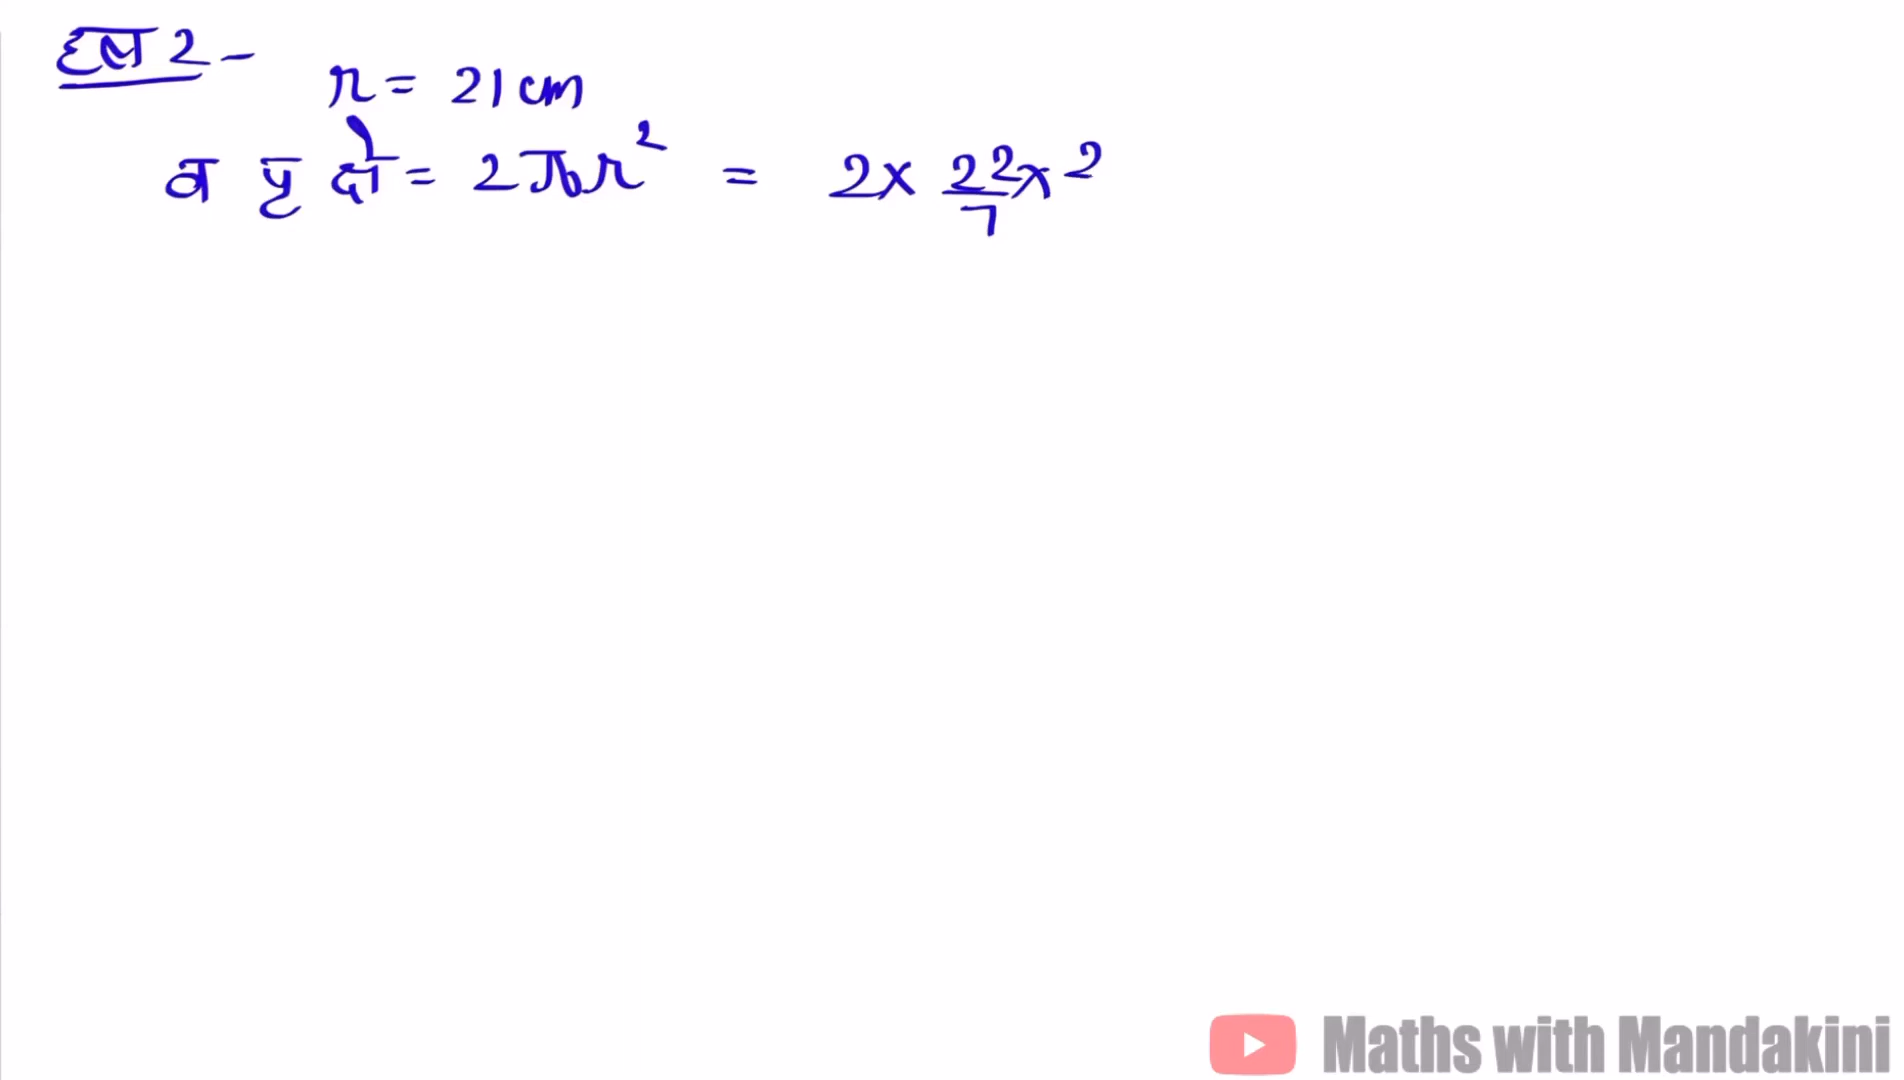 हल 2 -
r = 21 cm
व पृ क्षे = 2πr² = 2 x 22/7 x 2
Maths with Mandakini